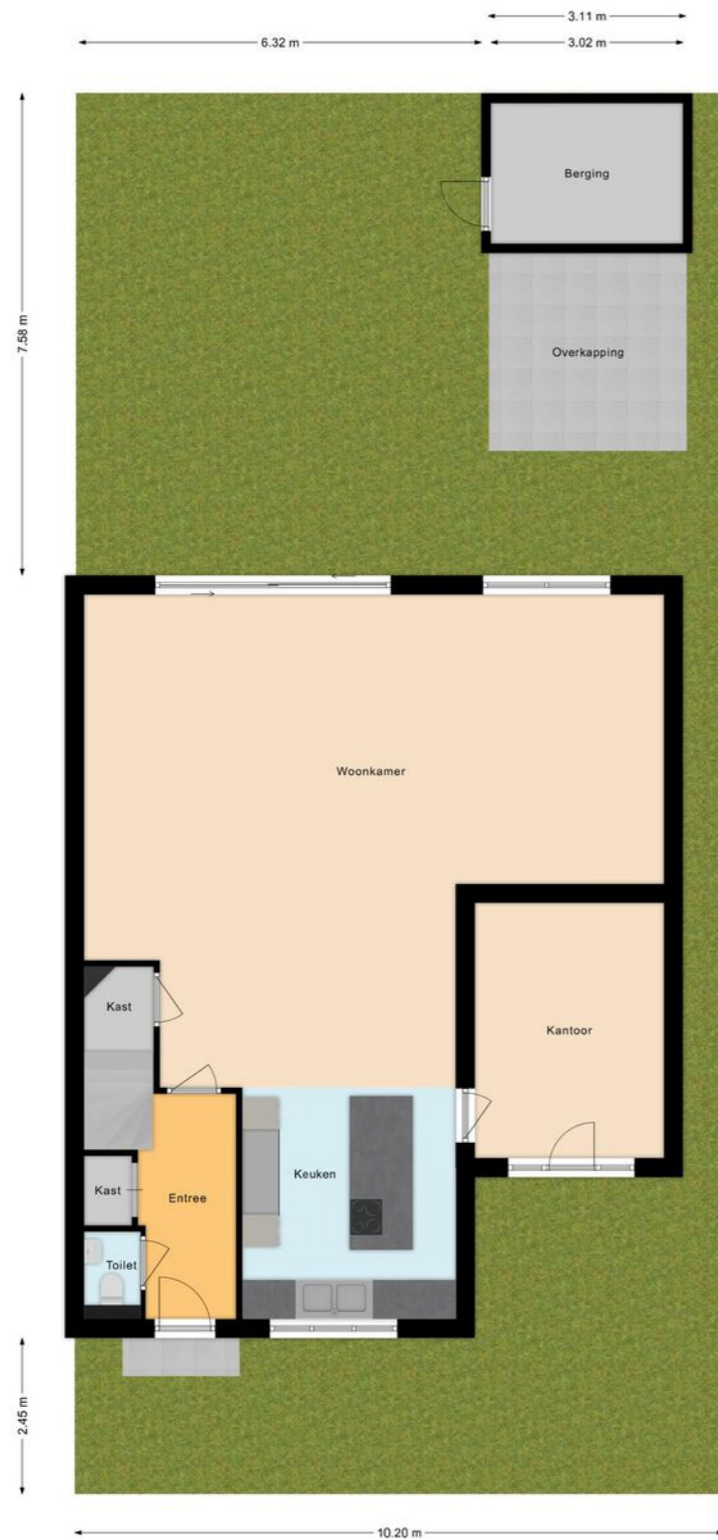 3.11 m
6.32 m
3.02 m
7.58 m
Berging
Overkapping
Woonkamer
Kast
Kantoor
Keuken
Kast
Entree
Toilet
2.45 m
10.20 m